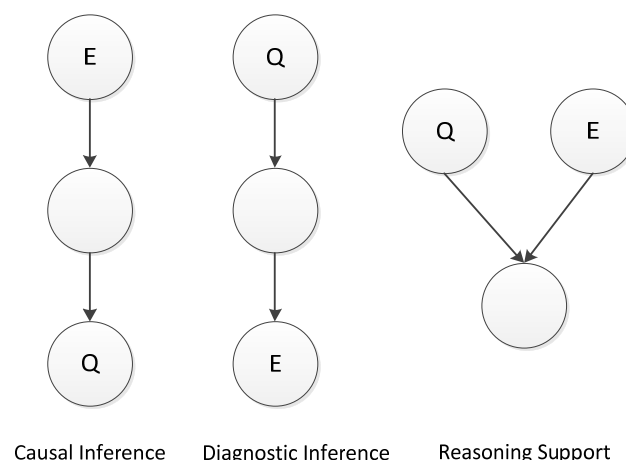 E
Q
Q
E
Q
E
Causal Inference
Diagnostic Inference
Reasoning Support